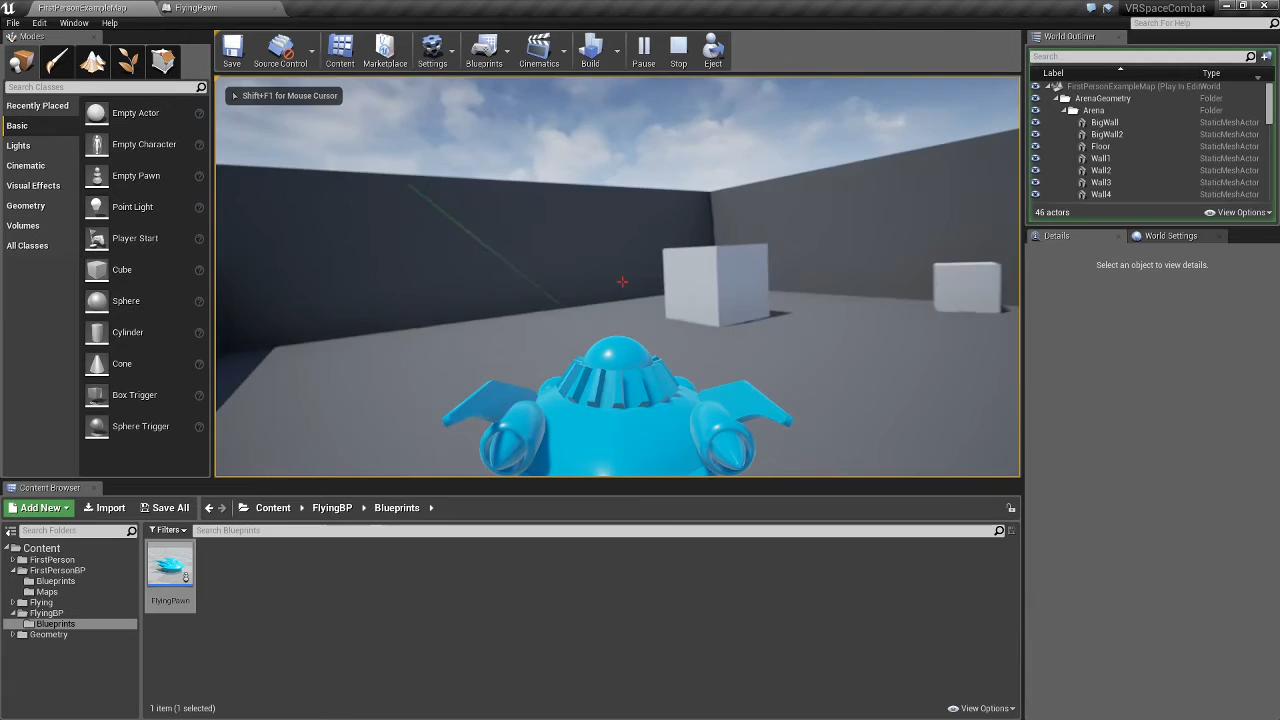 FirstPersonExampleMap
FlyingPawn
VRSpaceCombat
File Edit Window Help
Search For Help
Modes
Search Classes
Recently Placed
Basic
Lights
Cinematic
Visual Effects
Geometry
Volumes
All Classes
Empty Actor
Empty Character
Empty Pawn
Point Light
Player Start
Cube
Sphere
Cylinder
Cone
Box Trigger
Sphere Trigger
Save
Source Control
Content
Marketplace
Settings
Blueprints
Cinematics
Build
Pause
Stop
Eject
Shift+F1 for Mouse Cursor
World Outliner
Search
Label Type
FirstPersonExampleMap (Play In Edit World
ArenaGeometry Folder
Arena Folder
BigWall StaticMeshActor
BigWall2 StaticMeshActor
Floor StaticMeshActor
Wall1 StaticMeshActor
Wall2 StaticMeshActor
Wall3 StaticMeshActor
Wall4 StaticMeshActor
46 actors View Options
Details
World Settings
Select an object to view details.
Content Browser
Add New Import Save All Content FlyingBP Blueprints
Search Folders
Filters Search Blueprints
Content
FirstPerson
FirstPersonBP
Blueprints
Maps
Flying
FlyingBP
Blueprints
Geometry
FlyingPawn
1 item (1 selected)
View Options